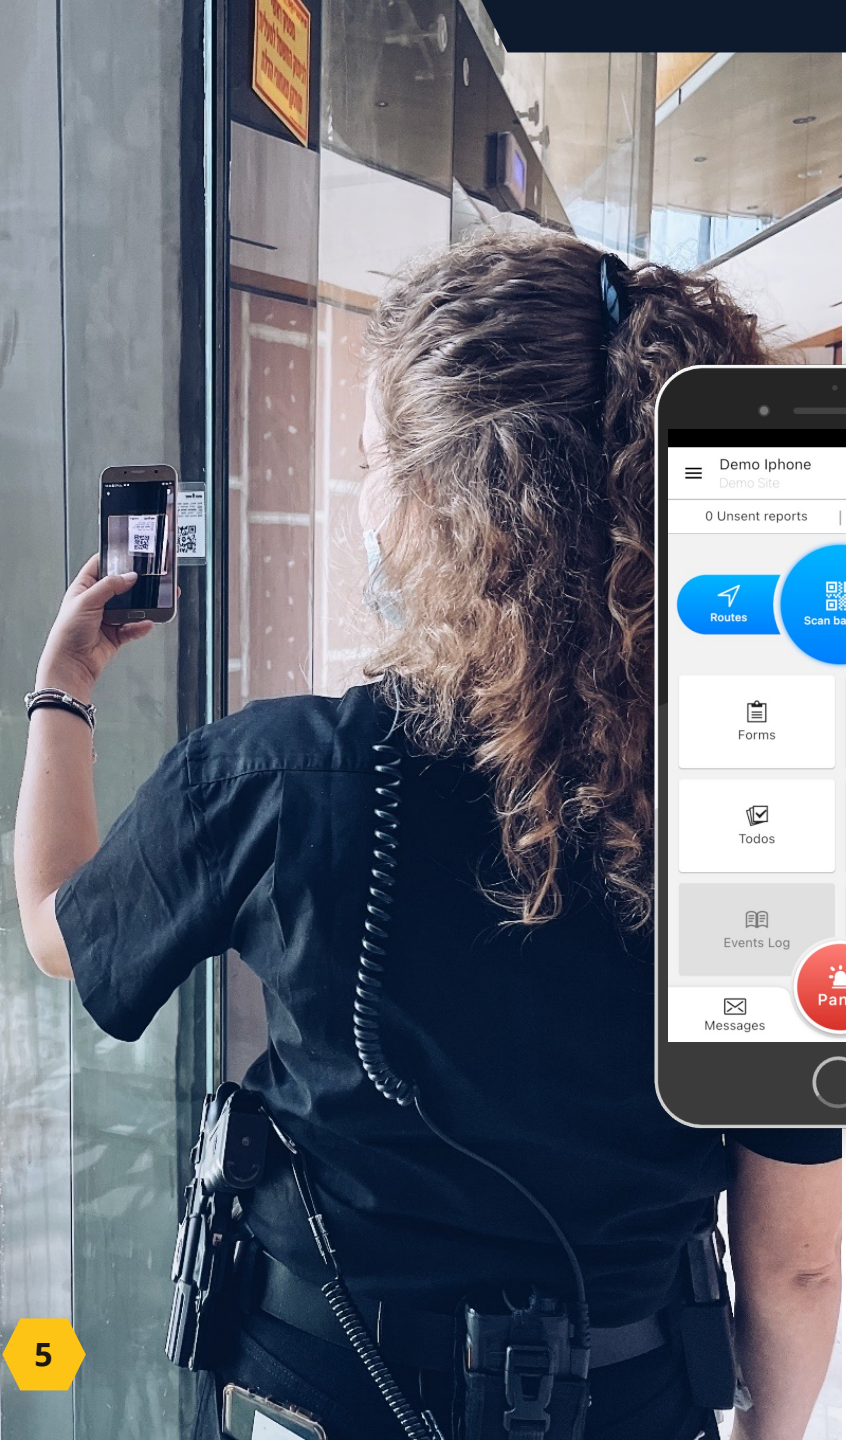 Demo Iphone
Demo Site
0 Unsent reports
Routes
Scan ba
Forms
Todos
Events Log
Pan
Messages
5